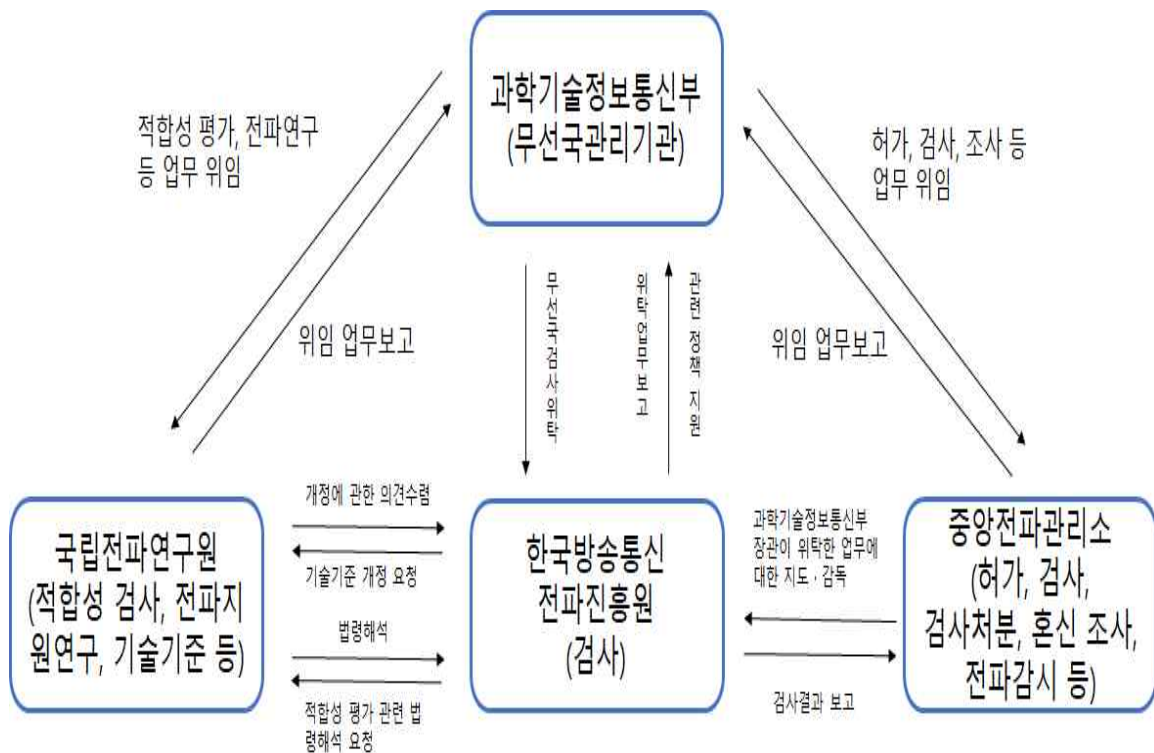 과학기술정보통신부
(무선국관리기관)
적합성 평가, 전파연구
등 업무 위임
허가, 검사, 조사 등
업무 위임
위임 업무보고
무선국검사위탁
위탁업무보고
관련 정책 지원
위임 업무보고
국립전파연구원
(적합성 검사, 전파지
원연구, 기술기준 등)
개정에 관한 의견수렴
기술기준 개정 요청
법령해석
적합성 평가 관련 법
령해석 요청
한국방송통신
전파진흥원
(검사)
과학기술정보통신부
장관이 위탁한 업무에
대한 지도·감독
검사결과 보고
중앙전파관리소
(허가, 검사,
검사처분, 혼신 조사,
전파감시 등)